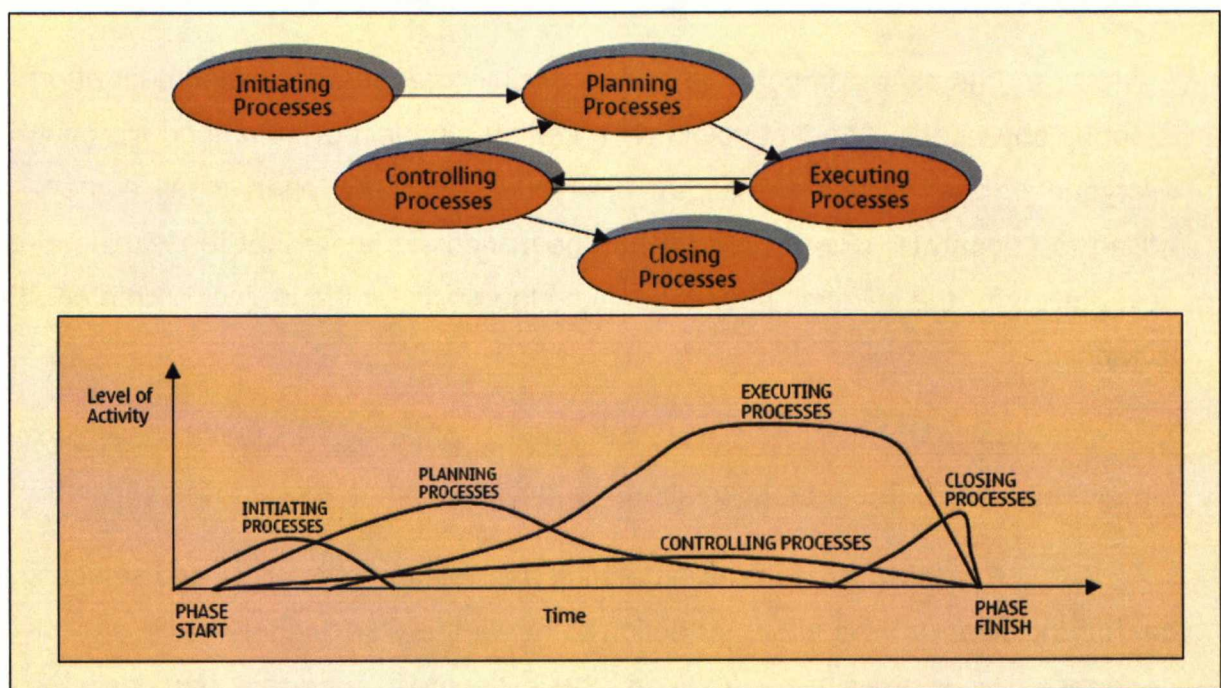 Initiating
Processes
Planning
Processes
Controlling
Processes
Executing
Processes
Closing
Processes
Level of
Activity
EXECUTING
PROCESSES
PLANNING
PROCESSES
CLOSING
PROCESSES
INITIATING
PROCESSES
CONTROLLING PROCESSES
PHASE
START
Time
PHASE
FINISH